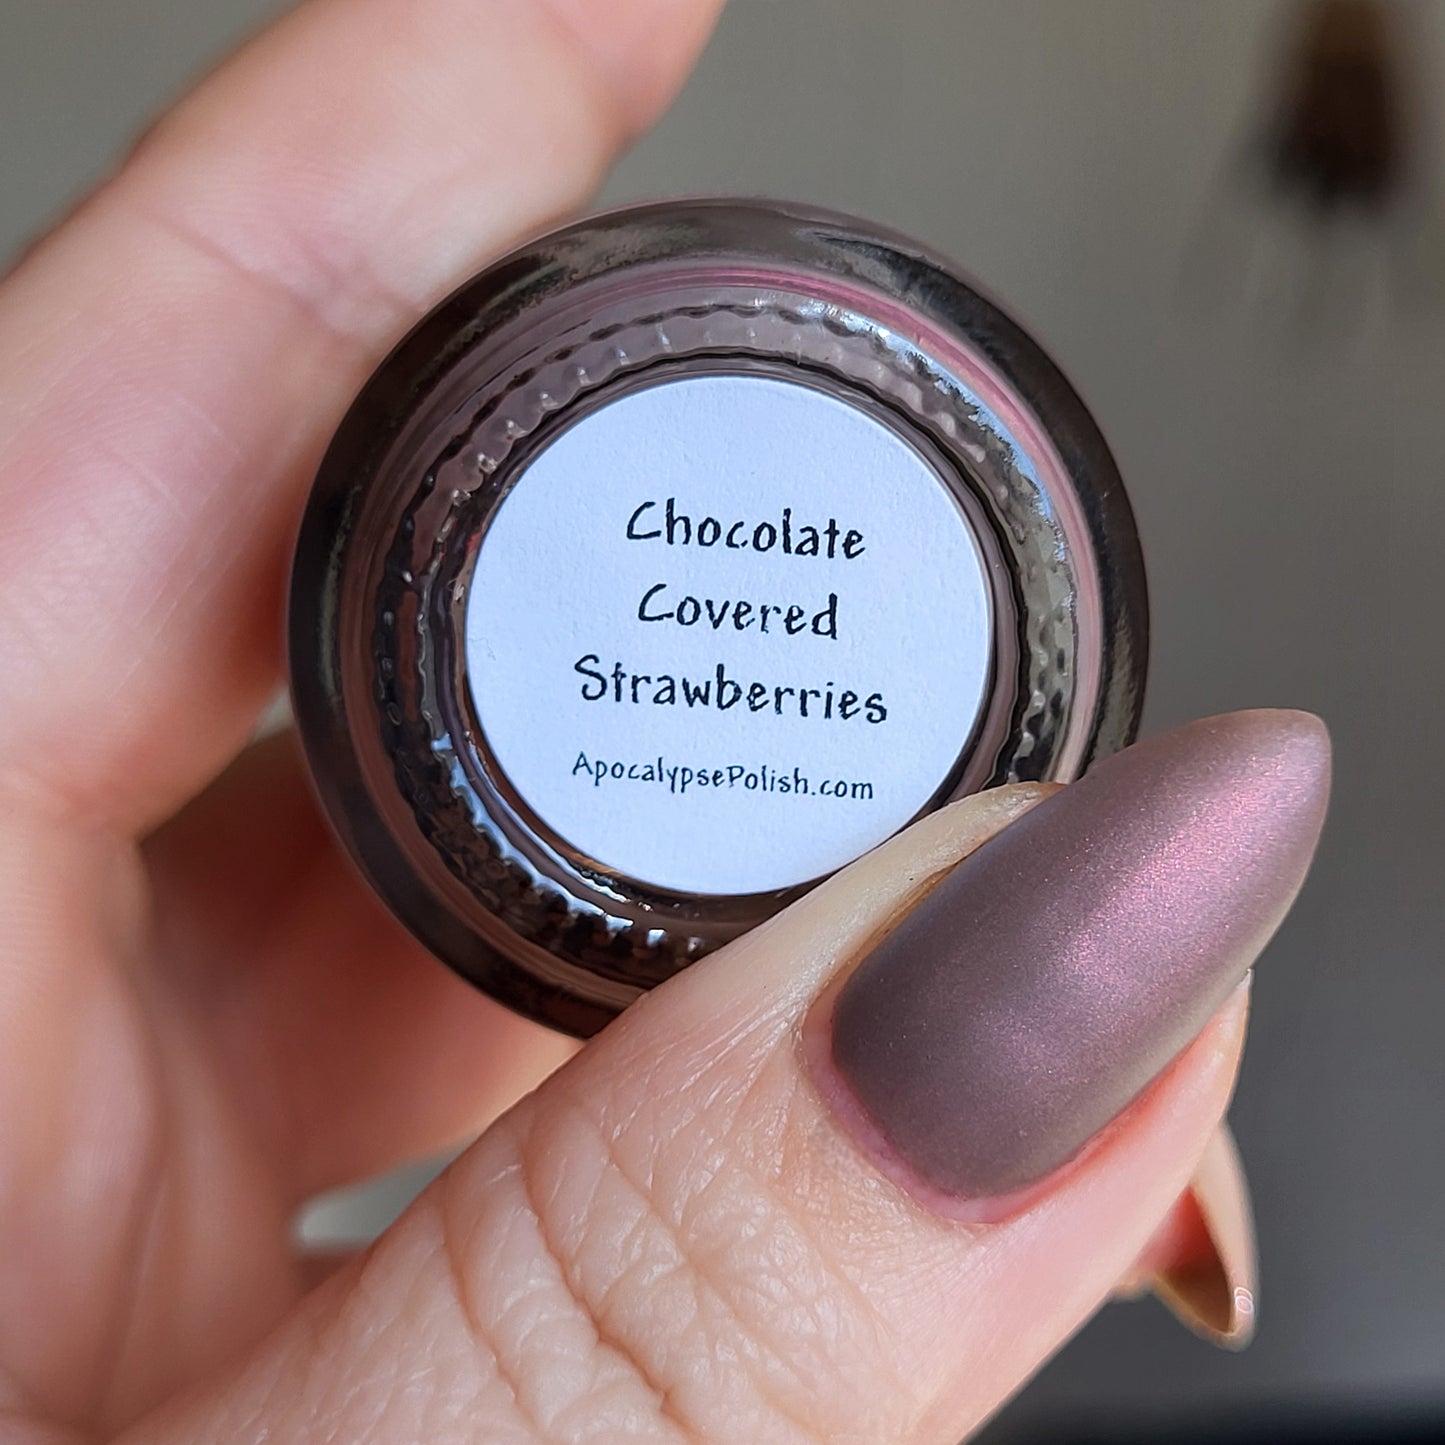 Chocolate
Covered
Strawberries
ApocalypsePolish.com